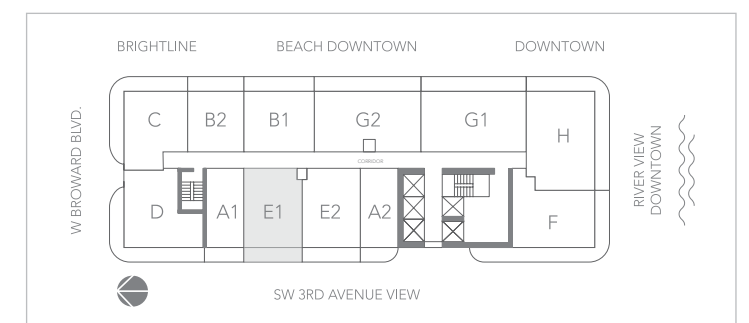 BRIGHTLINE BEACH DOWNTOWN DOWNTOWN
W BROWARD BLVD.
C B2 B1 G2 G1 H
CORRIDOR
D A1 E1 E2 A2 F
RIVER VIEW
DOWNTOWN
SW 3RD AVENUE VIEW